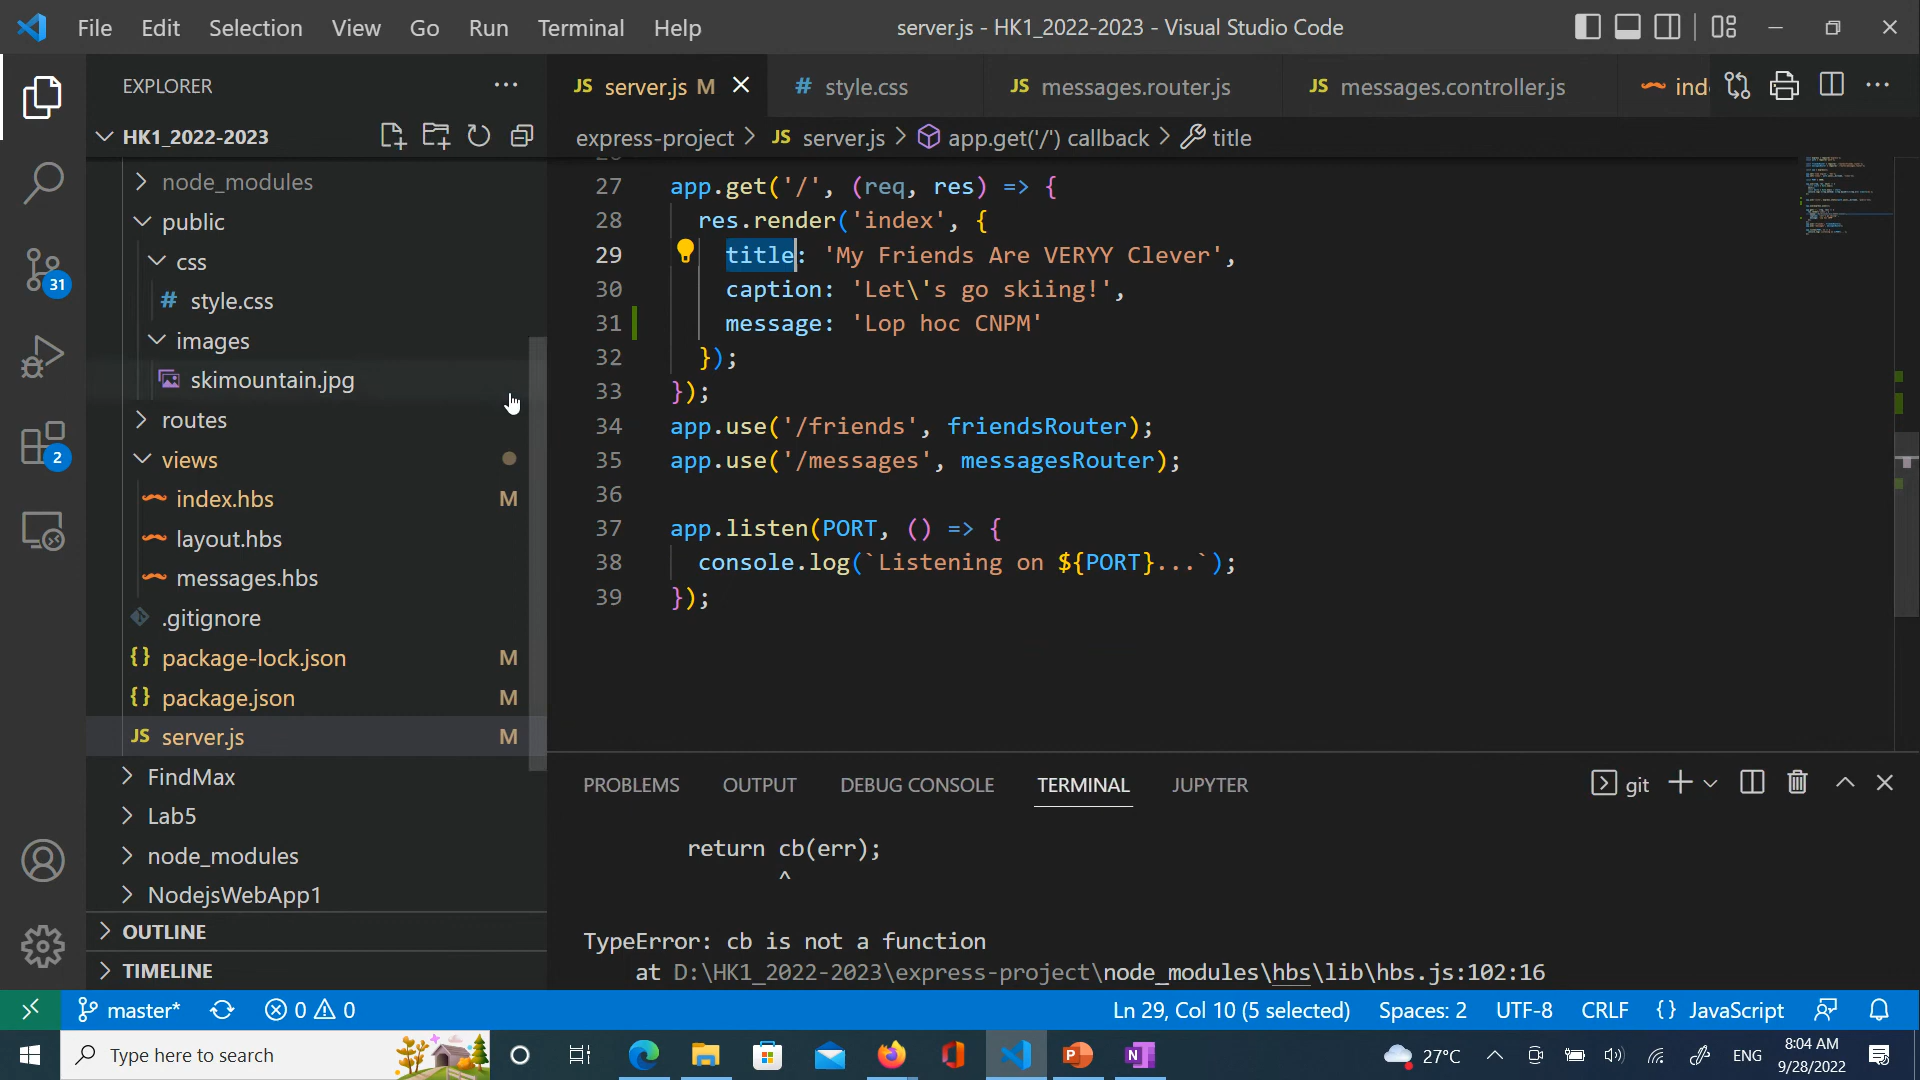 File Edit Selection View Go Run Terminal Help
server.js - HK1_2022-2023 - Visual Studio Code
EXPLORER
HK1_2022-2023
node_modules
public
css
# style.css
images
skimountain.jpg
routes
views
index.hbs M
layout.hbs
messages.hbs
.gitignore
{} package-lock.json M
{} package.json M
JS server.js M
FindMax
Lab5
node_modules
NodejsWebApp1
OUTLINE
TIMELINE
31
2
JS server.js M
# style.css
JS messages.router.js
JS messages.controller.js
ind
express-project > JS server.js > app.get('/') callback > title
27 app.get('/', (req, res) => {
28 res.render('index', {
29 title: 'My Friends Are VERYY Clever',
30 caption: 'Let\'s go skiing!',
31 message: 'Lop hoc CNPM'
32 });
33 });
34 app.use('/friends', friendsRouter);
35 app.use('/messages', messagesRouter);
36
37 app.listen(PORT, () => {
38 console.log(`Listening on ${PORT}...`);
39 });
PROBLEMS OUTPUT DEBUG CONSOLE TERMINAL JUPYTER
git
return cb(err);
^
TypeError: cb is not a function
at D:\HK1_2022-2023\express-project\node_modules\hbs\lib\hbs.js:102:16
master* 0 0
Ln 29, Col 10 (5 selected) Spaces: 2 UTF-8 CRLF {} JavaScript
Type here to search
27°C ENG
8:04 AM
9/28/2022